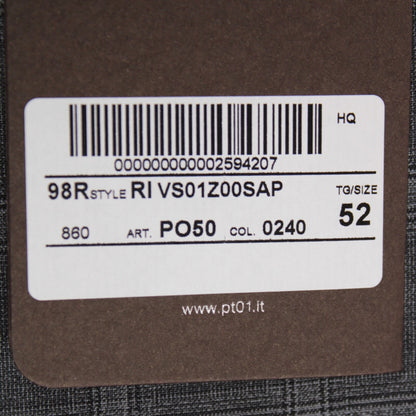 HQ
000000000002594207
98R STYLE RI VS01Z00SAP TG/SIZE
860 ART. PO50 COL. 0240 52
www.pt01.it